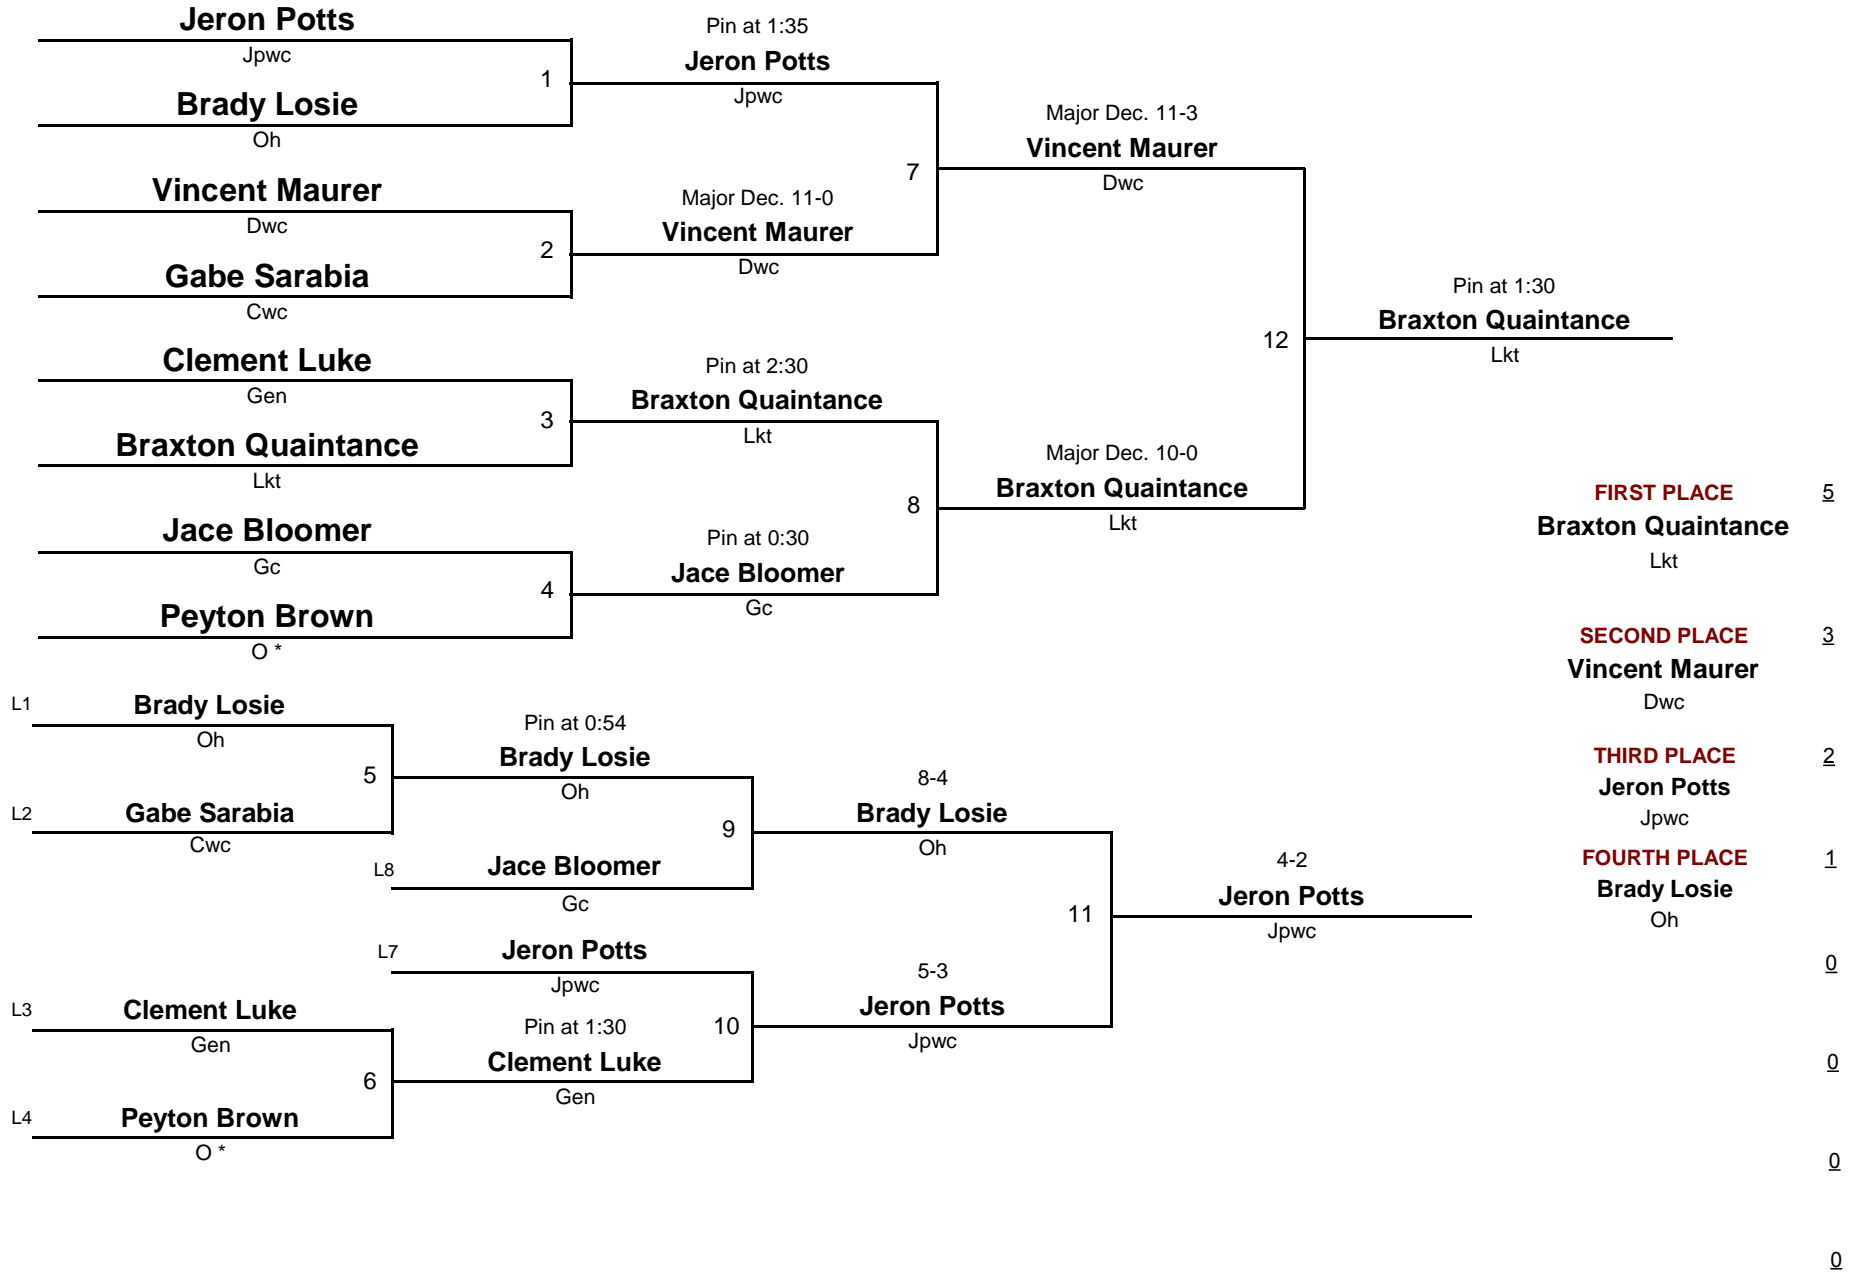 Jeron Potts
Jpwc
1
Brady Losie
Oh
Vincent Maurer
Dwc
2
Gabe Sarabia
Cwc
Clement Luke
Gen
3
Braxton Quaintance
Lkt
Jace Bloomer
Gc
4
Peyton Brown
O *
Pin at 1:35
Jeron Potts
Jpwc
7
Major Dec. 11-0
Vincent Maurer
Dwc
Pin at 2:30
Braxton Quaintance
Lkt
8
Pin at 0:30
Jace Bloomer
Gc
Major Dec. 11-3
Vincent Maurer
Dwc
12
Major Dec. 10-0
Braxton Quaintance
Lkt
Pin at 1:30
Braxton Quaintance
Lkt
L1 Brady Losie
Oh
5
L2 Gabe Sarabia
Cwc
L3 Clement Luke
Gen
6
L4 Peyton Brown
O *
Pin at 0:54
Brady Losie
Oh
9
L8 Jace Bloomer
Gc
L7 Jeron Potts
Jpwc
10
Pin at 1:30
Clement Luke
Gen
8-4
Brady Losie
Oh
11
5-3
Jeron Potts
Jpwc
4-2
Jeron Potts
Jpwc
FIRST PLACE 5
Braxton Quaintance
Lkt
SECOND PLACE 3
Vincent Maurer
Dwc
THIRD PLACE 2
Jeron Potts
Jpwc
FOURTH PLACE 1
Brady Losie
Oh
0
0
0
0